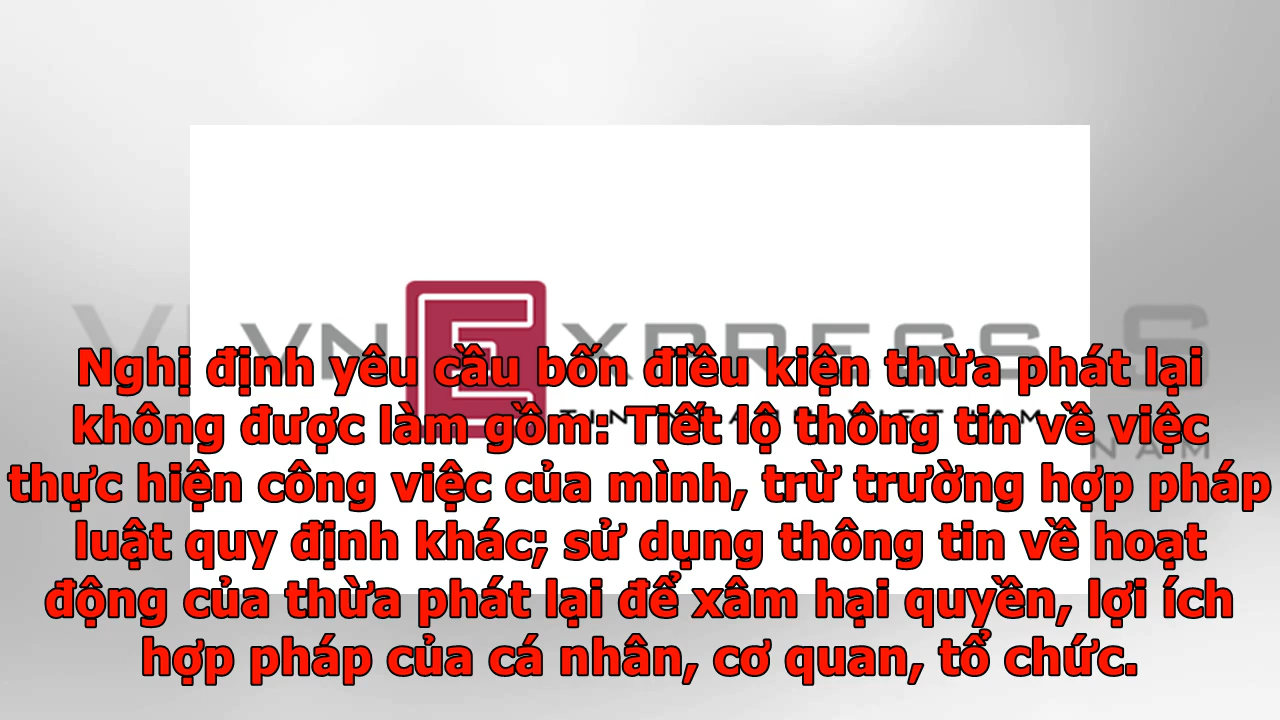 VNEXPRESS
Nghị định yêu cầu bốn điều kiện thừa phát lại
không được làm gồm: Tiết lộ thông tin về việc
NAM
thực hiện công việc của mình, trừ trường hợp pháp
luật quy định khác; sử dụng thông tin về hoạt
động của thừa phát lại để xâm hại quyền, lợi ích
hợp pháp của cá nhân, cơ quan, tổ chức.